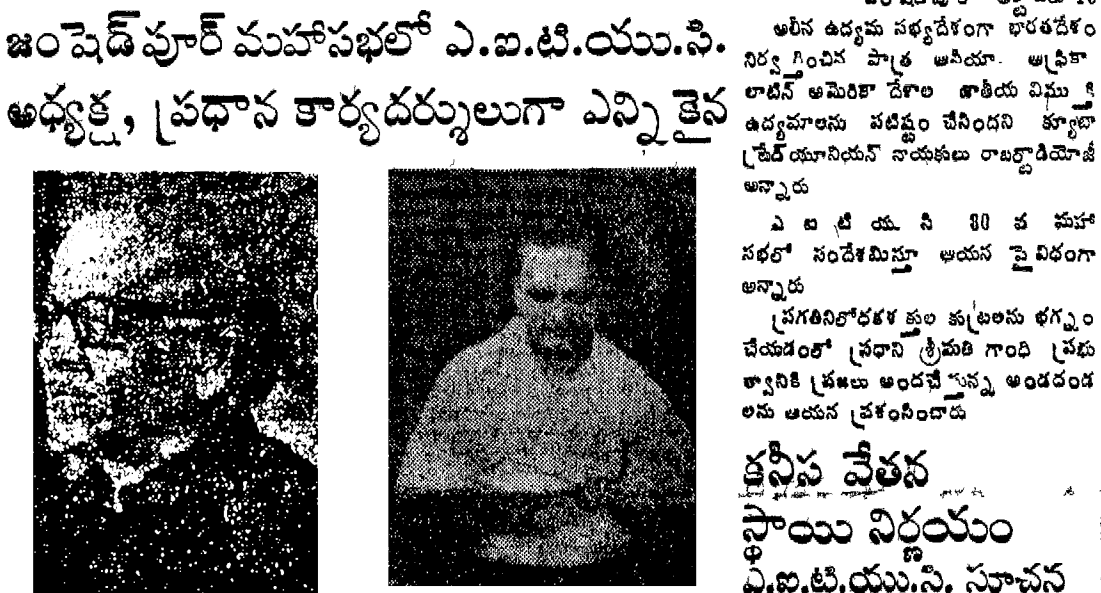 జంషెడ్‌పూర్ మహాసభలో ఎ.ఐ.టి.యు.సి.
అధ్యక్ష, ప్రధాన కార్యదర్శులుగా ఎన్నికైన
అలీన ఉద్యమ సభ్యదేశంగా భారతదేశం
నిర్వర్తించిన పాత్ర ఆసియా. ఆఫ్రికా
లాటిన్ అమెరికా దేశాల జాతీయ విముక్తి
ఉద్యమాలను పటిష్టం చేసిందని క్యూబా
ట్రేడ్‌యూనియన్ నాయకులు రాబర్టోడియోజీ
అన్నారు
ఎ ఐ టి యు సి 30 వ మహా
సభలో సందేశమిస్తూ ఆయన పై విధంగా
అన్నారు
ప్రగతినిరోధకశక్తుల కుట్రలను భగ్నం
చేయడంలో ప్రధాని శ్రీమతి గాంధి ప్రభు
త్వానికి ప్రజలు అందచేస్తున్న అండదండ
లను ఆయన ప్రశంసించారు
కనీస వేతన
స్థాయి నిర్ణయం
ఎ.ఐ.టి.యు.సి. సూచన